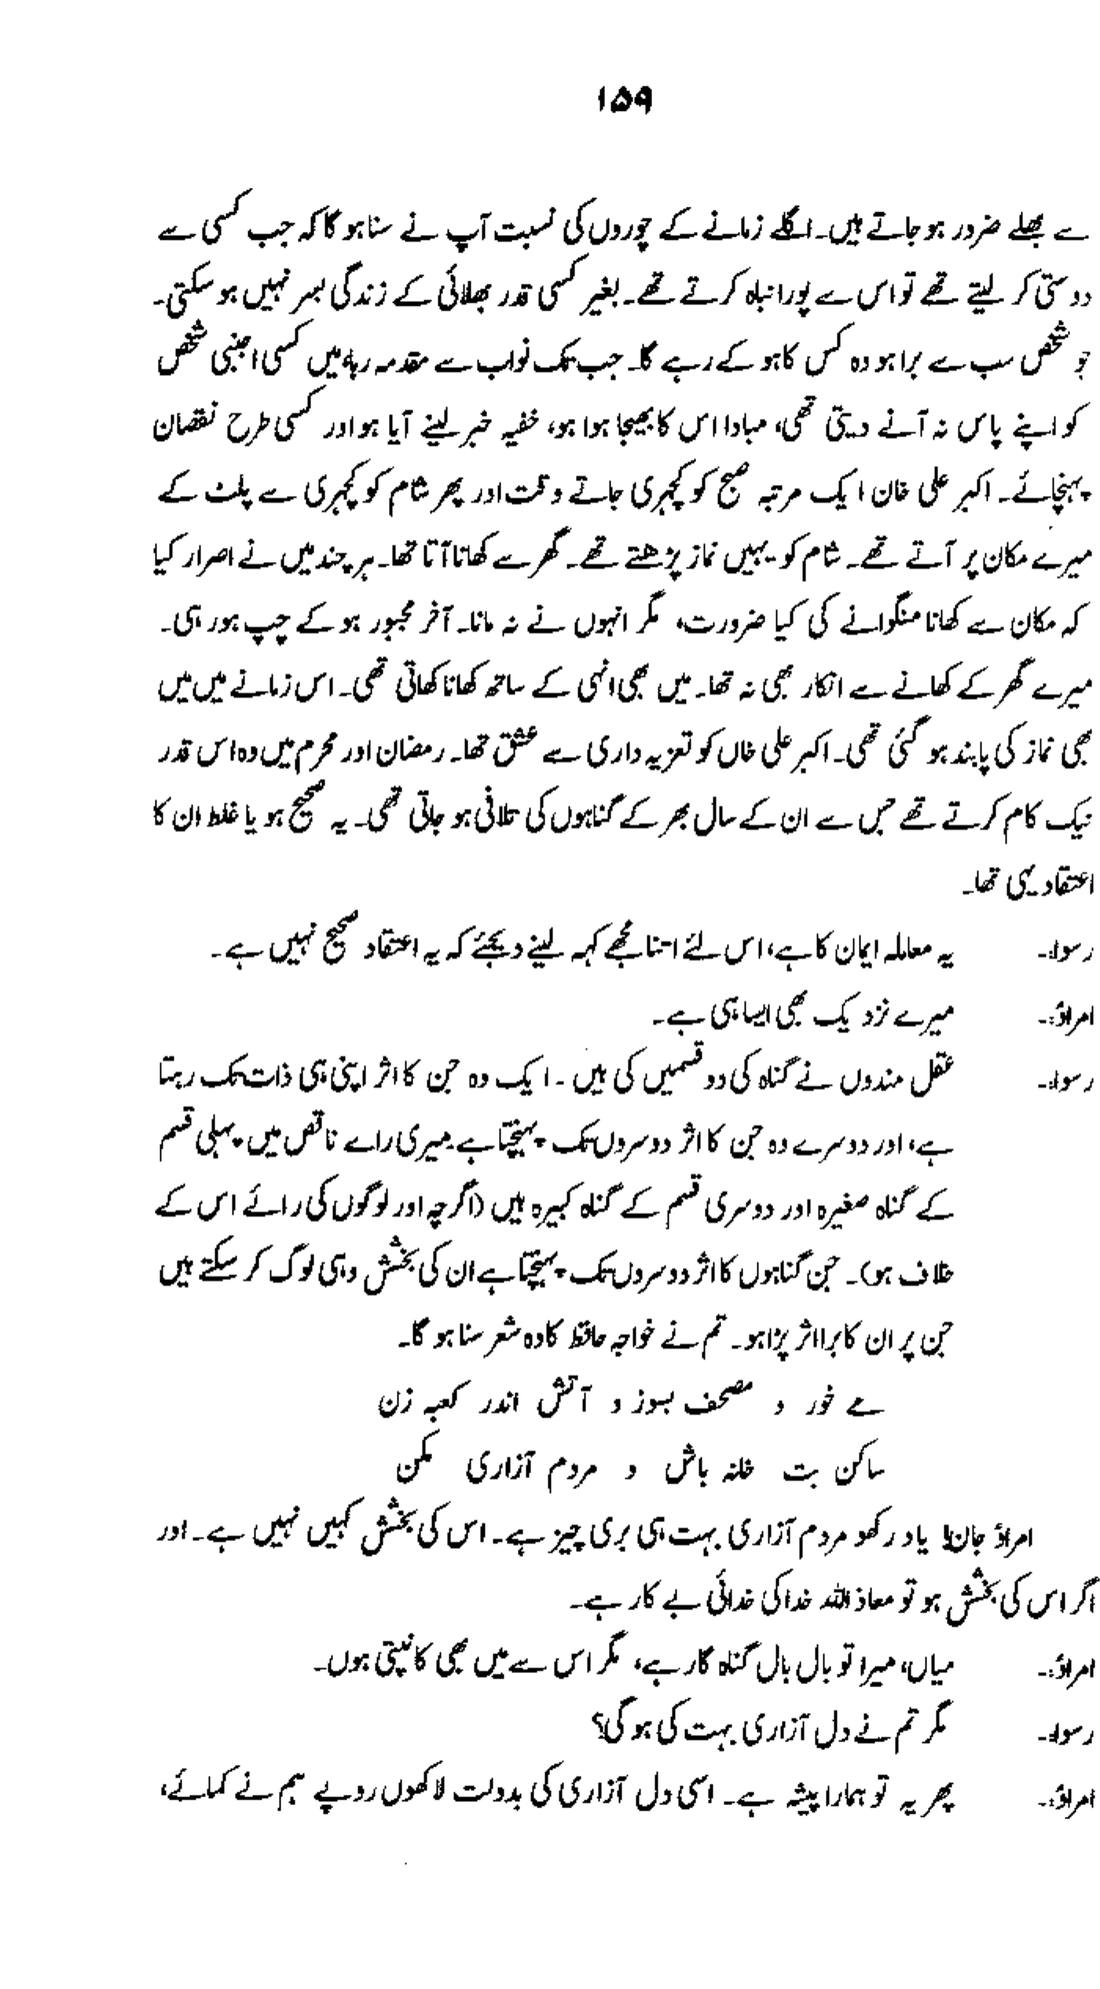 ۱۵۹
سے بھلے ضرور ہو جاتے ہیں۔ اگلے زمانے کے چوروں کی نسبت آپ نے سنا ہو گا کہ جب کسی سے
دوستی کر لیتے تھے تو اس سے پورا نباہ کرتے تھے۔ بغیر کسی قدر بھلائی کے زندگی بسر نہیں ہو سکتی۔
جو شخص سب سے برا ہو وہ کس کا ہو کے رہے گا۔ جب تک نواب سے مقدمہ رہا، میں کسی اجنبی شخص
کو اپنے پاس نہ آنے دیتی تھی، مبادا اس کا بھیجا ہوا ہو، خفیہ خبر لینے آیا ہو اور کسی طرح نقصان
پہنچائے۔ اکبر علی خان ایک مرتبہ صبح کو کچہری جاتے وقت اور پھر شام کو کچہری سے پلٹ کے
میرے مکان پر آتے تھے۔ شام کو یہیں نماز پڑھتے تھے۔ گھر سے کھانا آتا تھا۔ ہر چند میں نے اصرار کیا
کہ مکان سے کھانا منگوانے کی کیا ضرورت، مگر انہوں نے نہ مانا۔ آخر مجبور ہو کے چپ ہو رہی۔
میرے گھر کے کھانے سے انکار بھی نہ تھا۔ میں بھی انہی کے ساتھ کھانا کھاتی تھی۔ اس زمانے میں میں
بھی نماز کی پابند ہو گئی تھی۔ اکبر علی خاں کو تعزیہ داری سے عشق تھا۔ رمضان اور محرم میں وہ اس قدر
نیک کام کرتے تھے جس سے ان کے سال بھر کے گناہوں کی تلافی ہو جاتی تھی۔ یہ صحیح ہو یا غلط ان کا
اعتقاد یہی تھا۔
رسوا۔ یہ معاملہ ایمان کا ہے، اس لئے اتنا مجھے کہہ لینے دیجئے کہ یہ اعتقاد صحیح نہیں ہے۔
امراؤ۔ میرے نزدیک بھی ایسا ہی ہے۔
رسوا۔ عقل مندوں نے گناہ کی دو قسمیں کی ہیں۔ ایک وہ جن کا اثر اپنی ہی ذات تک رہتا
ہے، اور دوسرے وہ جن کا اثر دوسروں تک پہنچتا ہے۔ میری راے ناقص میں پہلی قسم
کے گناہ صغیرہ اور دوسری قسم کے گناہ کبیرہ ہیں (اگرچہ اور لوگوں کی رائے اس کے
خلاف ہو)۔ جن گناہوں کا اثر دوسروں تک پہنچتا ہے ان کی بخشش وہی لوگ کر سکتے ہیں
جن پر ان کا برا اثر پڑا ہو۔ تم نے خواجہ حافظ کا وہ شعر سنا ہو گا۔
مے خور و مصحف بسوز و آتش اندر کعبہ زن
ساکن بت خانہ باش و مردم آزاری مکن
امراؤ جان! یاد رکھو مردم آزاری بہت ہی بری چیز ہے۔ اس کی بخشش کہیں نہیں ہے۔ اور
اگر اس کی بخشش ہو تو معاذ اللہ خدا کی خدائی بے کار ہے۔
امراؤ۔ میاں، میرا تو بال بال گناہ گار ہے، مگر اس سے میں بھی کانپتی ہوں۔
رسوا۔ مگر تم نے دل آزاری بہت کی ہو گی؟
امراؤ۔ پھر یہ تو ہمارا پیشہ ہے۔ اسی دل آزاری کی بدولت لاکھوں روپے ہم نے کمائے،